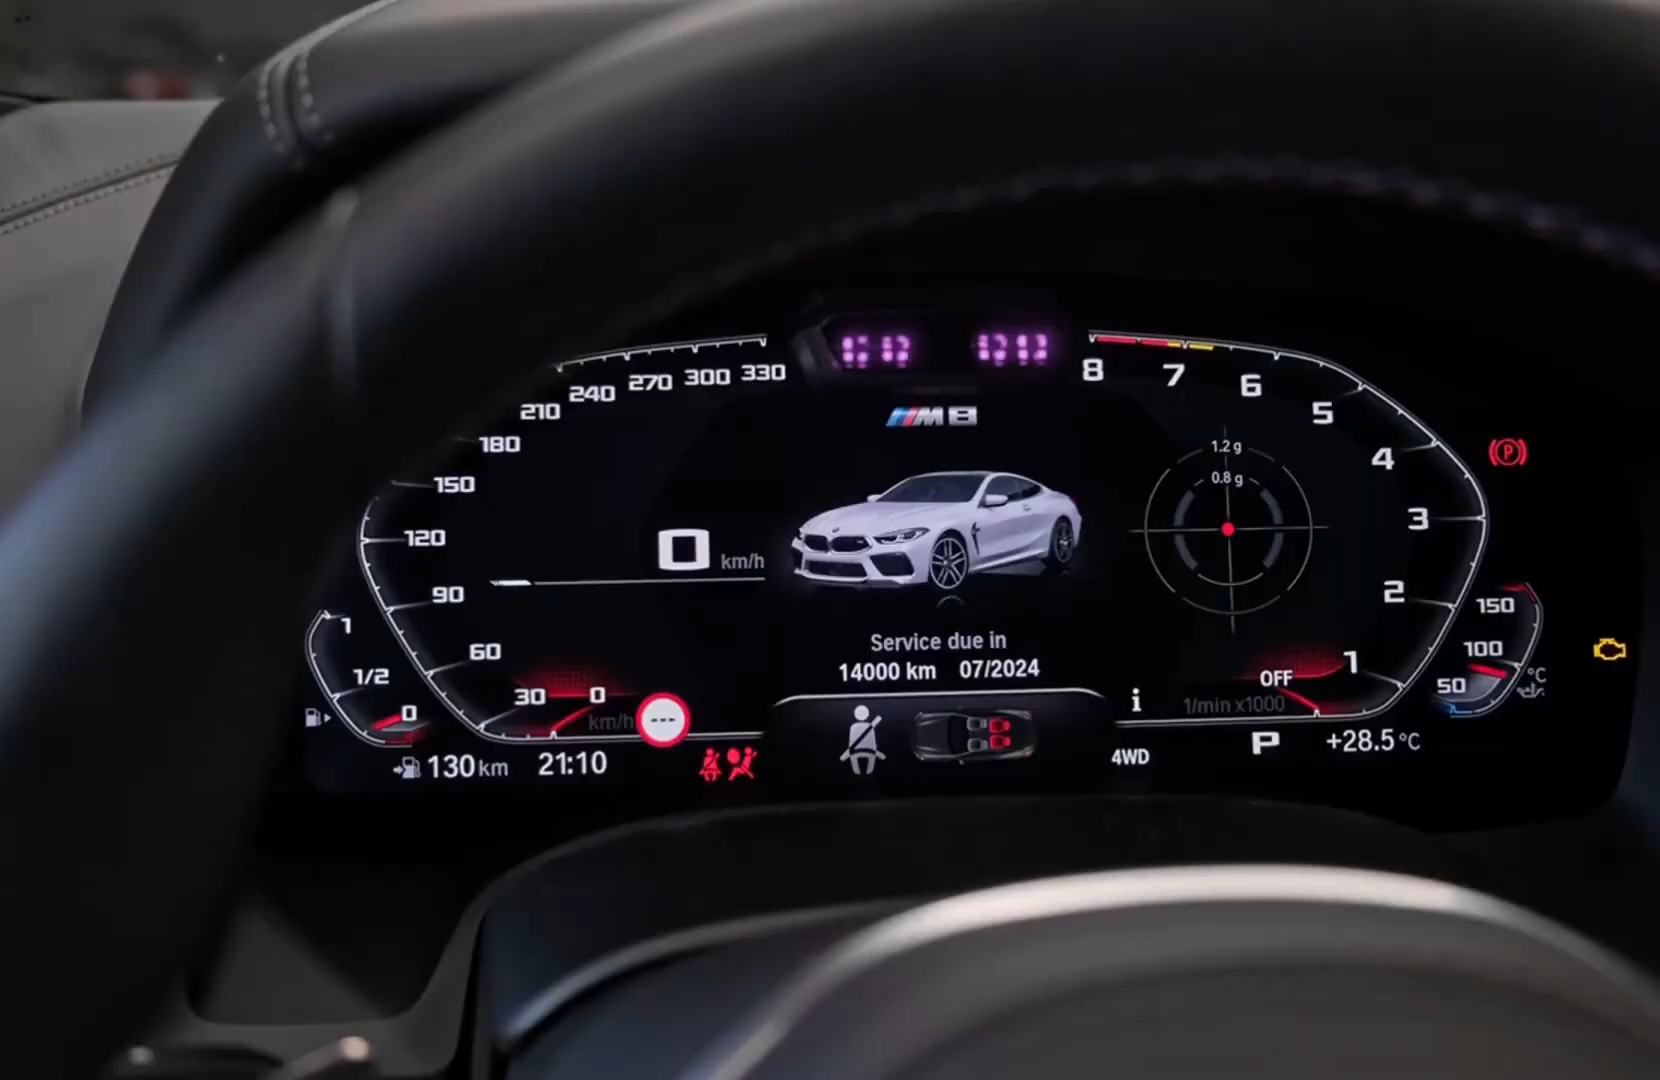 240 270 300 330
210
180
150
120
90
60
30 0
km/h
0 km/h
M8
Service due in
14000 km 07/2024
1.2 g
0.8 g
8 7 6 5 4 3 2 1
OFF
1/min x1000
P
150
100
50
°C
1
1/2
0
---
i
130 km 21:10
4WD P +28.5 °C